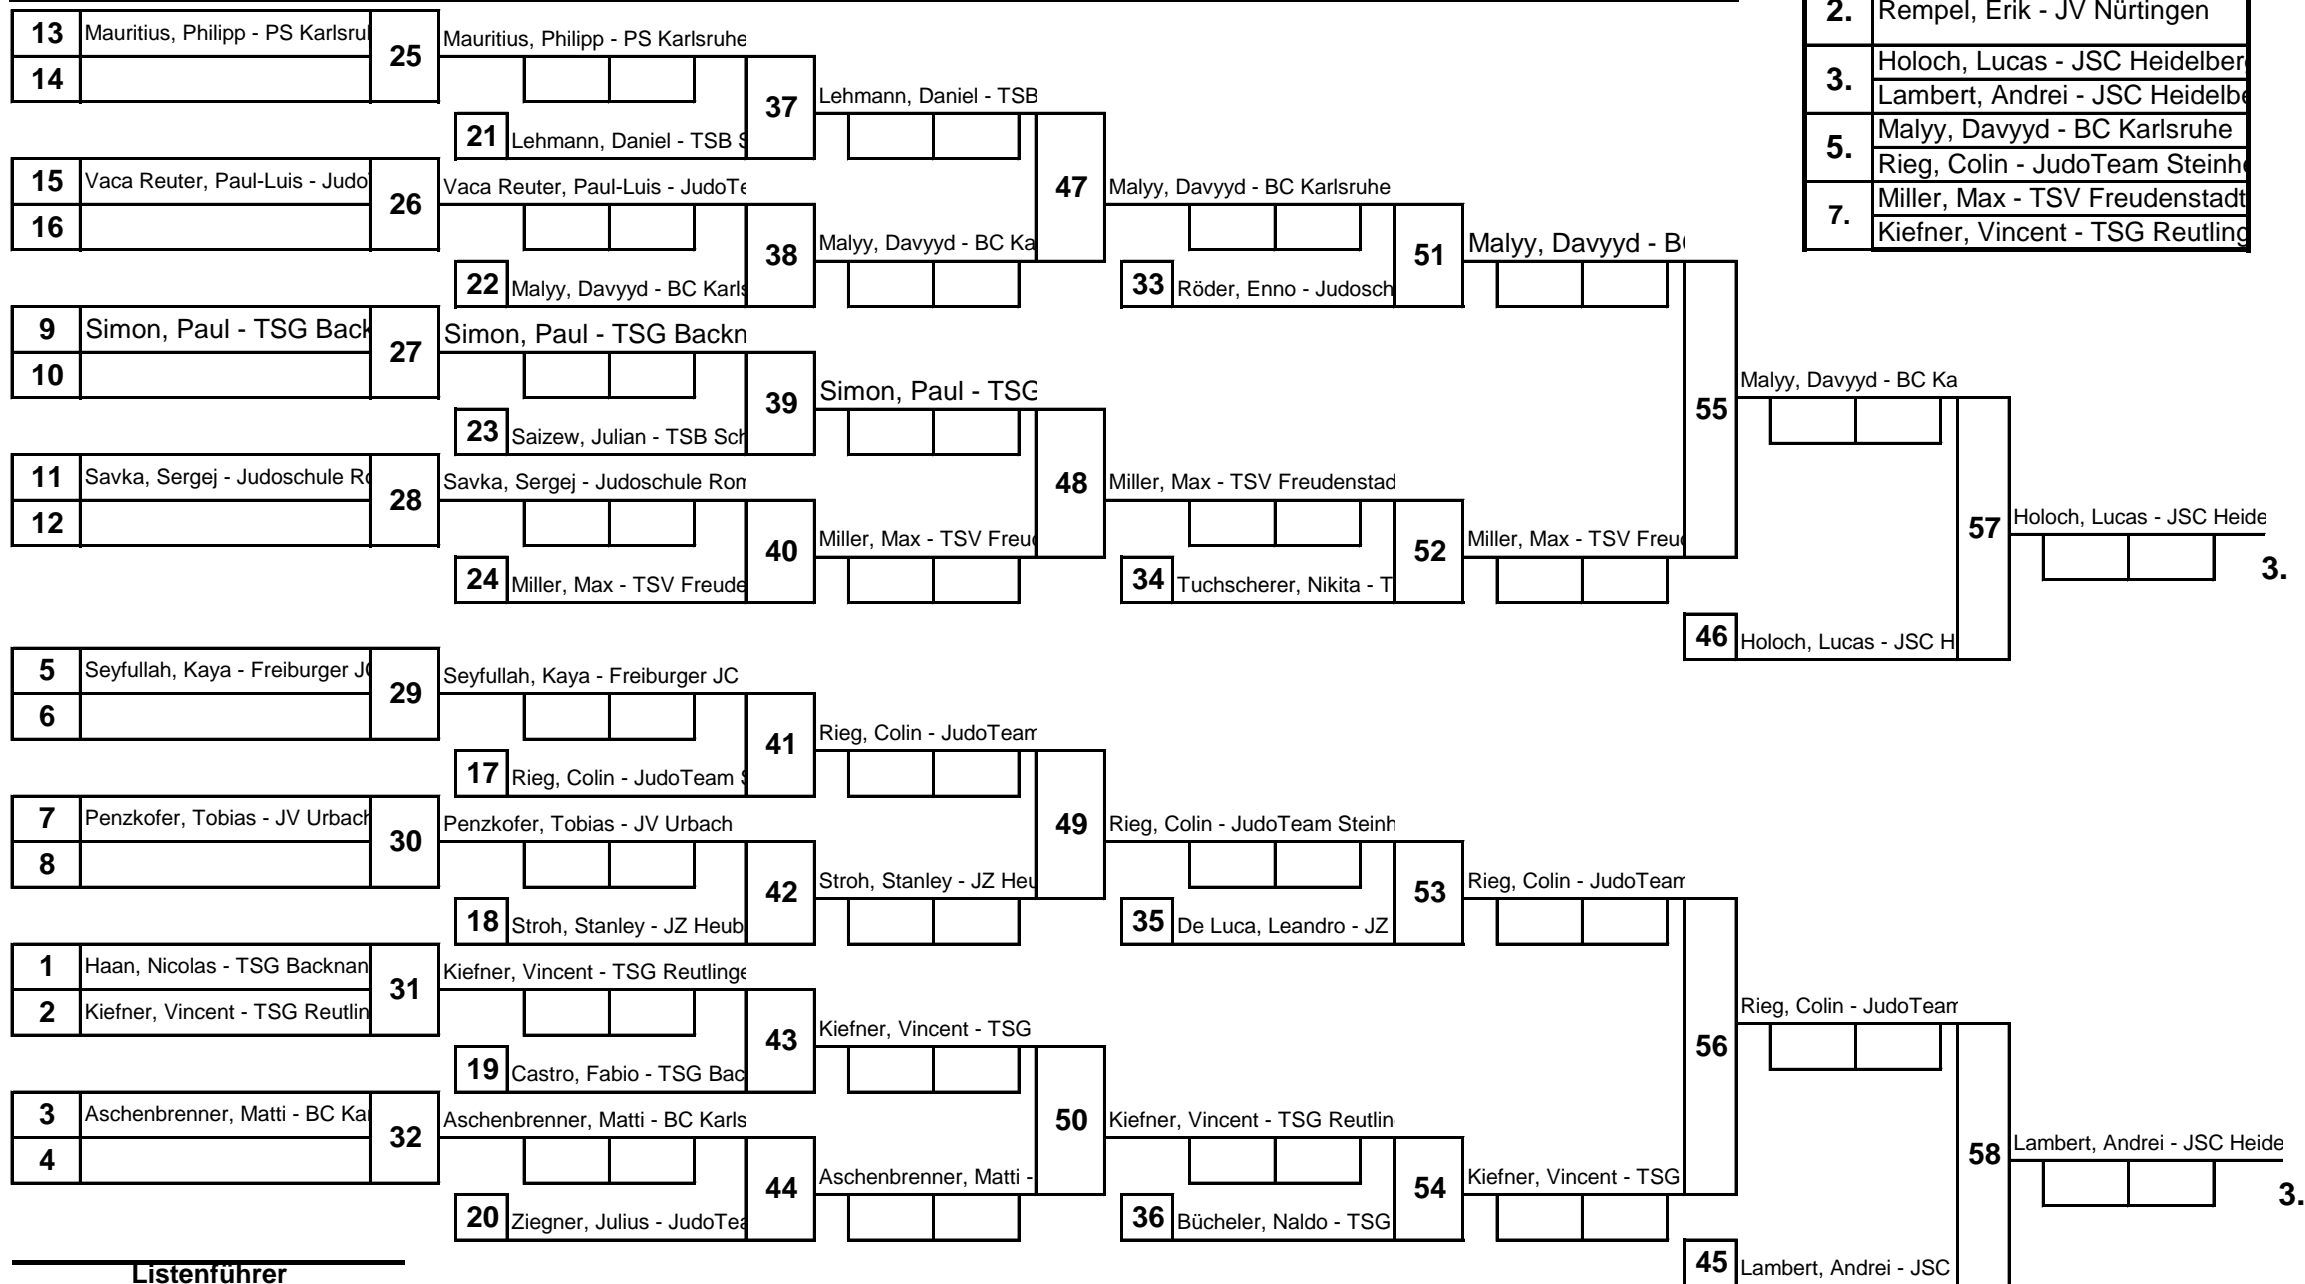 2. Rempel, Erik - JV Nürtingen
3. Holoch, Lucas - JSC Heidelber
Lambert, Andrei - JSC Heidelbe
5. Malyy, Davyyd - BC Karlsruhe
Rieg, Colin - JudoTeam Steinhe
7. Miller, Max - TSV Freudenstadt
Kiefner, Vincent - TSG Reutling
13 Mauritius, Philipp - PS Karlsru
14
25
15 Vaca Reuter, Paul-Luis - Judo
16
26
9 Simon, Paul - TSG Back
10
27
11 Savka, Sergej - Judoschule Ro
12
28
5 Seyfullah, Kaya - Freiburger JC
6
29
7 Penzkofer, Tobias - JV Urbach
8
30
1 Haan, Nicolas - TSG Backnan
2 Kiefner, Vincent - TSG Reutlin
31
3 Aschenbrenner, Matti - BC Kar
4
32
Mauritius, Philipp - PS Karlsruhe
21 Lehmann, Daniel - TSB S
37
Vaca Reuter, Paul-Luis - JudoTe
22 Malyy, Davyyd - BC Karls
38
Simon, Paul - TSG Backn
23 Saizew, Julian - TSB Sch
39
Savka, Sergej - Judoschule Rom
24 Miller, Max - TSV Freude
40
Seyfullah, Kaya - Freiburger JC
17 Rieg, Colin - JudoTeam S
41
Penzkofer, Tobias - JV Urbach
18 Stroh, Stanley - JZ Heub
42
Kiefner, Vincent - TSG Reutlinge
19 Castro, Fabio - TSG Bac
43
Aschenbrenner, Matti - BC Karls
20 Ziegner, Julius - JudoTea
44
Lehmann, Daniel - TSB
Malyy, Davyyd - BC Ka
47
Simon, Paul - TSG
Miller, Max - TSV Freud
48
Rieg, Colin - JudoTeam
Stroh, Stanley - JZ Heu
49
Kiefner, Vincent - TSG
Aschenbrenner, Matti -
50
Malyy, Davyyd - BC Karlsruhe
33 Röder, Enno - Judosch
51
Miller, Max - TSV Freudenstad
34 Tuchscherer, Nikita - T
52
Rieg, Colin - JudoTeam Steinh
35 De Luca, Leandro - JZ
53
Kiefner, Vincent - TSG Reutlin
36 Bücheler, Naldo - TSG
54
Malyy, Davyyd - BC
Miller, Max - TSV Freud
55
Rieg, Colin - JudoTeam
Kiefner, Vincent - TSG
56
Malyy, Davyyd - BC Ka
46 Holoch, Lucas - JSC H
57
Rieg, Colin - JudoTeam
45 Lambert, Andrei - JSC
58
Holoch, Lucas - JSC Heide
3.
Lambert, Andrei - JSC Heide
3.
Listenführer